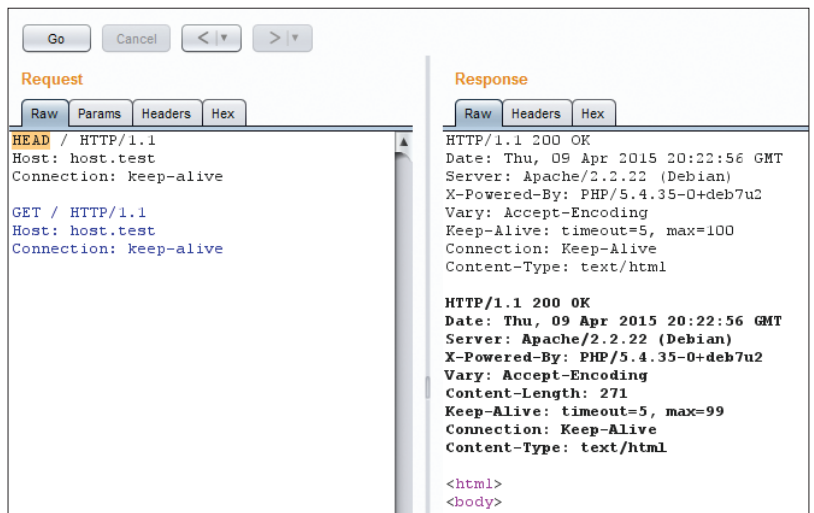 Go Cancel < >
Request
Raw Params Headers Hex
HEAD / HTTP/1.1
Host: host.test
Connection: keep-alive
GET / HTTP/1.1
Host: host.test
Connection: keep-alive
Response
Raw Headers Hex
HTTP/1.1 200 OK
Date: Thu, 09 Apr 2015 20:22:56 GMT
Server: Apache/2.2.22 (Debian)
X-Powered-By: PHP/5.4.35-0+deb7u2
Vary: Accept-Encoding
Keep-Alive: timeout=5, max=100
Connection: Keep-Alive
Content-Type: text/html
HTTP/1.1 200 OK
Date: Thu, 09 Apr 2015 20:22:56 GMT
Server: Apache/2.2.22 (Debian)
X-Powered-By: PHP/5.4.35-0+deb7u2
Vary: Accept-Encoding
Content-Length: 271
Keep-Alive: timeout=5, max=99
Connection: Keep-Alive
Content-Type: text/html
<html>
<body>